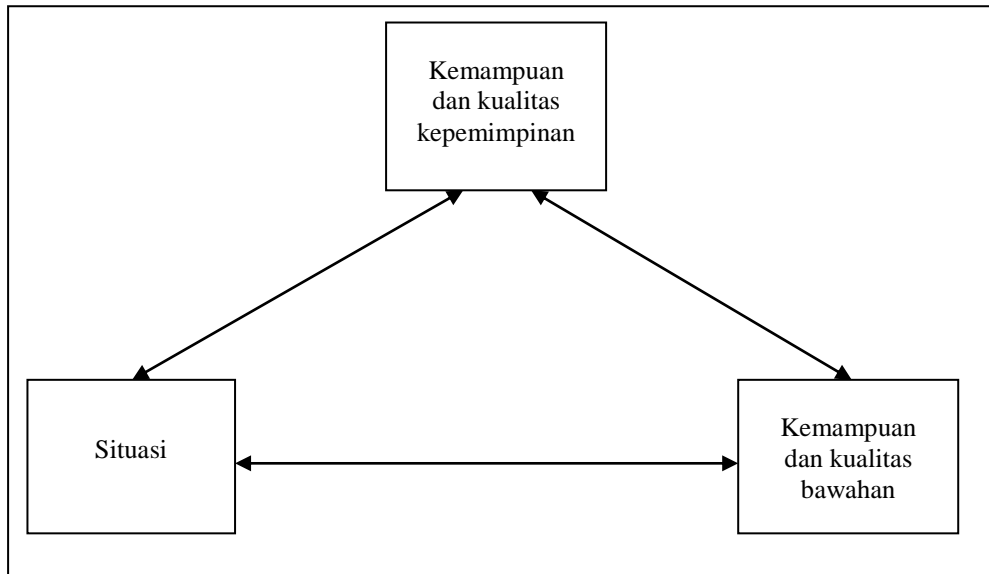 Kemampuan
dan kualitas
kepemimpinan
Situasi
Kemampuan
dan kualitas
bawahan